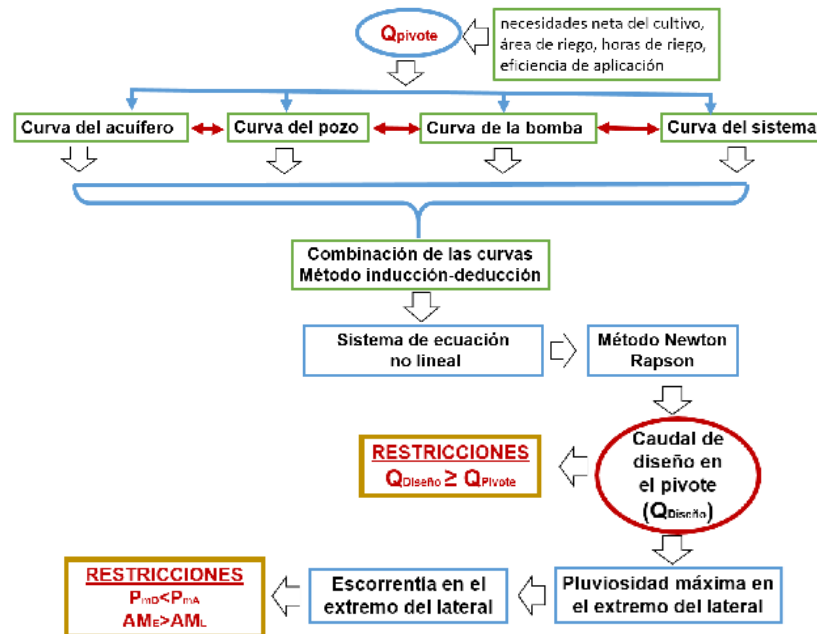 Qpivote
necesidades neta del cultivo,
área de riego, horas de riego,
eficiencia de aplicación
Curva del acuífero
Curva del pozo
Curva de la bomba
Curva del sistema
Combinación de las curvas
Método inducción-deducción
Sistema de ecuación
no lineal
Método Newton
Rapson
RESTRICCIONES
QDiseño ≥ QPivote
Caudal de
diseño en
el pivote
(QDiseño)
RESTRICCIONES
PmD<PmA
AME>AML
Escorrentía en el
extremo del lateral
Pluviosidad máxima en
el extremo del lateral